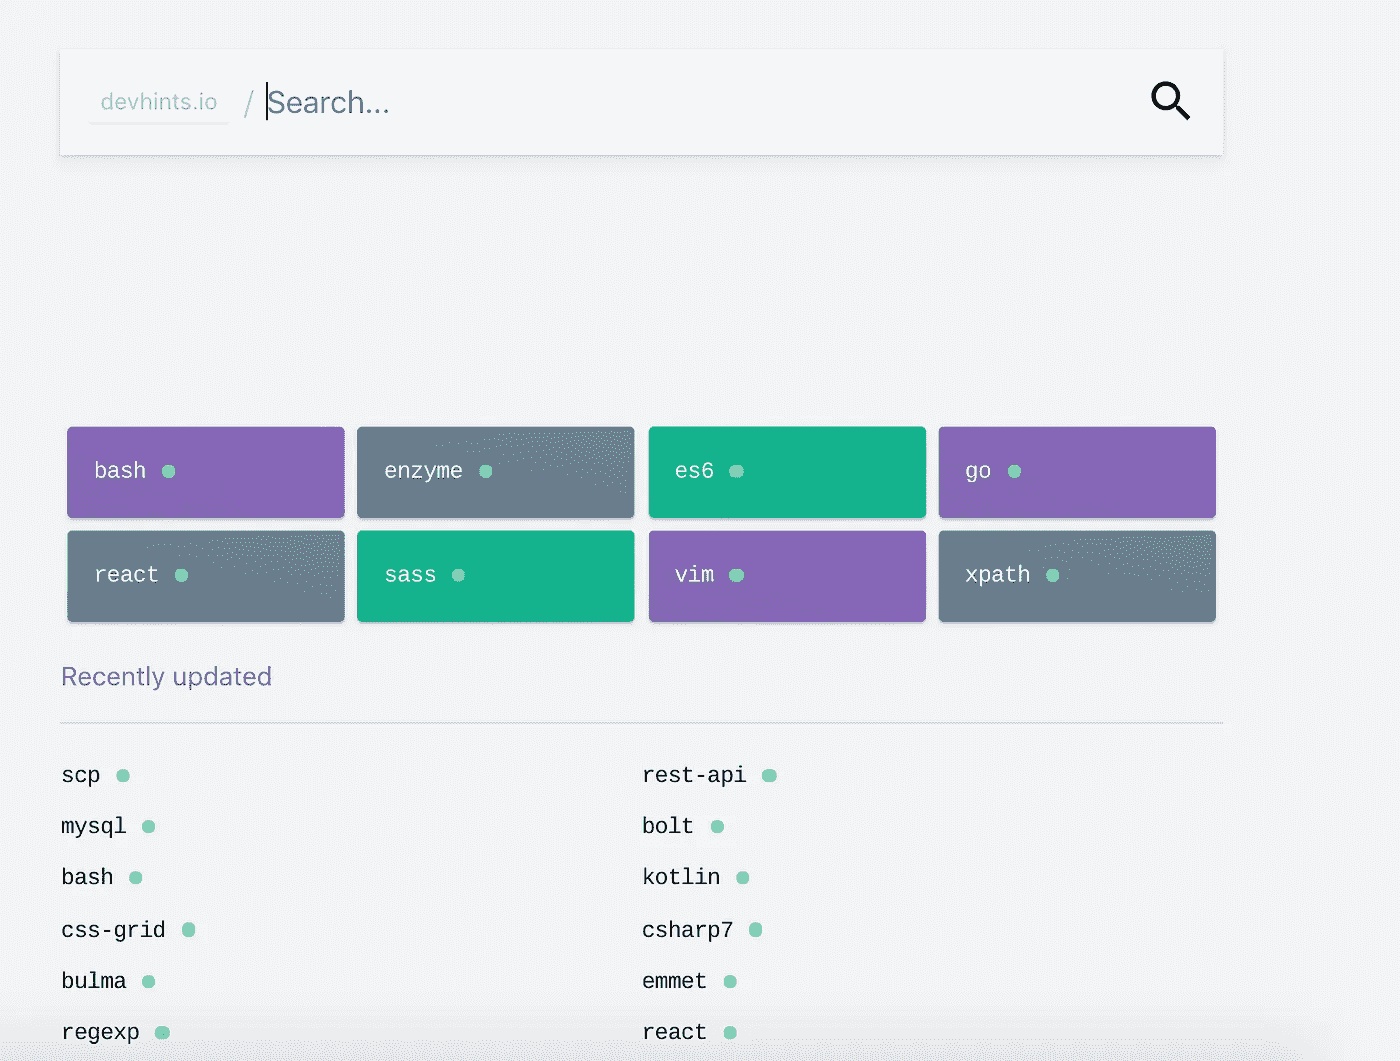 devhints.io / Search...
bash enzyme es6 go
react sass vim xpath
Recently updated
scp rest-api
mysql bolt
bash kotlin
css-grid csharp7
bulma emmet
regexp react